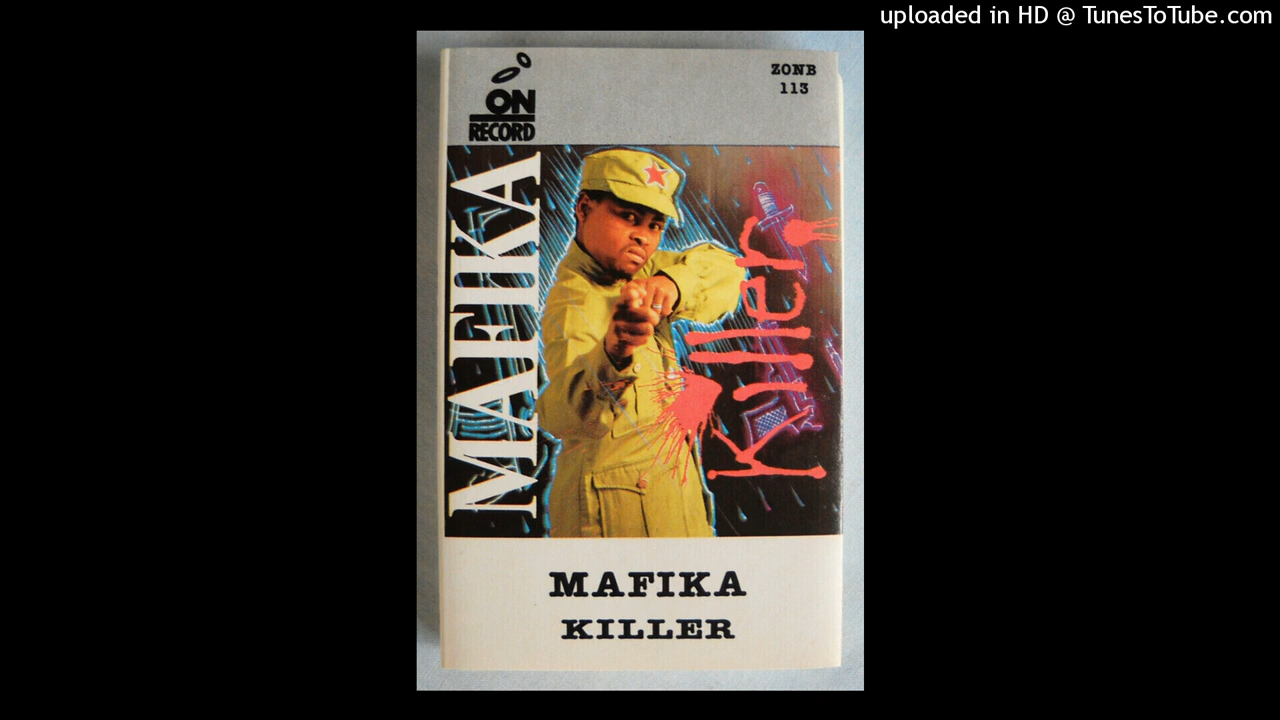 uploaded in HD @ TunesToTube.com
ON
RECORD
ZONB
113
MAFIKA
Killer
MAFIKA
KILLER